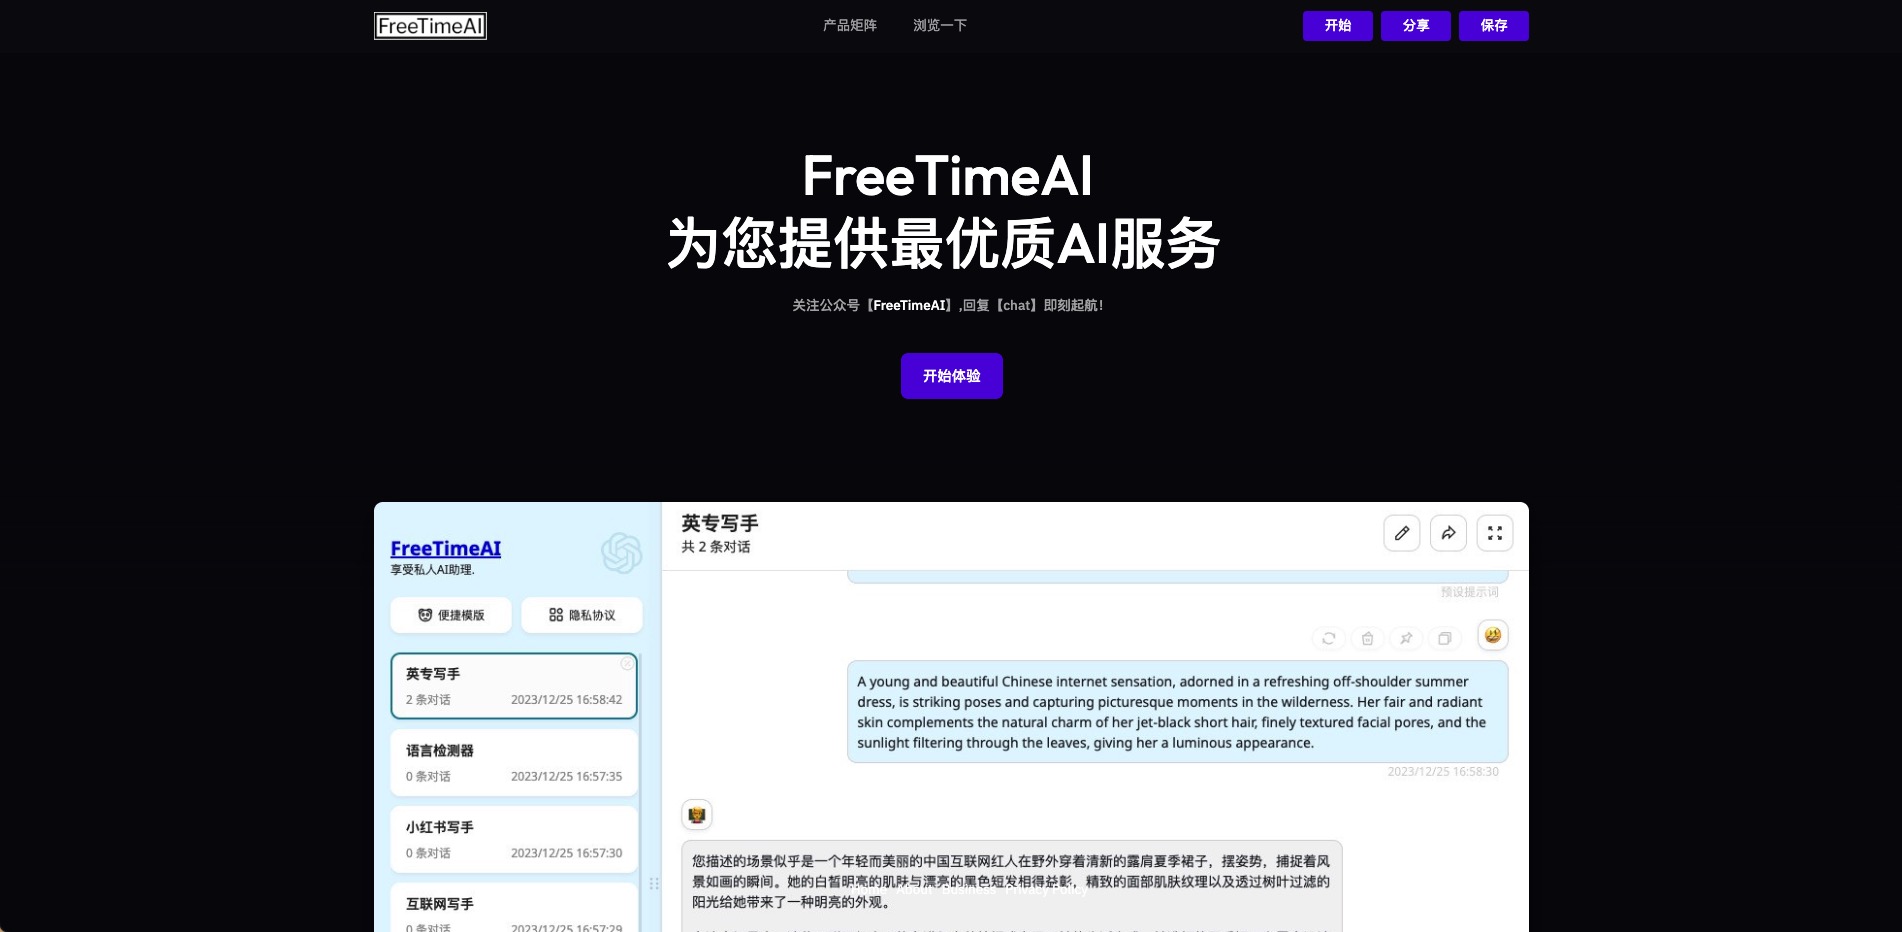 FreeTimeAI
产品矩阵
浏览一下
开始
分享
保存
FreeTimeAI
为您提供最优质AI服务
关注公众号【FreeTimeAI】,回复【chat】即刻起航！
开始体验
FreeTimeAI
享受私人AI助理.
便捷模版
隐私协议
英专写手
2 条对话
2023/12/25 16:58:42
语言检测器
0 条对话
2023/12/25 16:57:35
小红书写手
0 条对话
2023/12/25 16:57:30
互联网写手
0 条对话
2023/12/25 16:57:29
英专写手
共 2 条对话
预设提示词
A young and beautiful Chinese internet sensation, adorned in a refreshing off-shoulder summer
dress, is striking poses and capturing picturesque moments in the wilderness. Her fair and radiant
skin complements the natural charm of her jet-black short hair, finely textured facial pores, and the
sunlight filtering through the leaves, giving her a luminous appearance.
2023/12/25 16:58:30
您描述的场景似乎是一个年轻而美丽的中国互联网红人在野外穿着清新的露肩夏季裙子，摆姿势，捕捉着风
景如画的瞬间。她的白皙明亮的肌肤与漂亮的黑色短发相得益彰，精致的面部肌肤纹理以及透过树叶过滤的
阳光给她带来了一种明亮的外观。